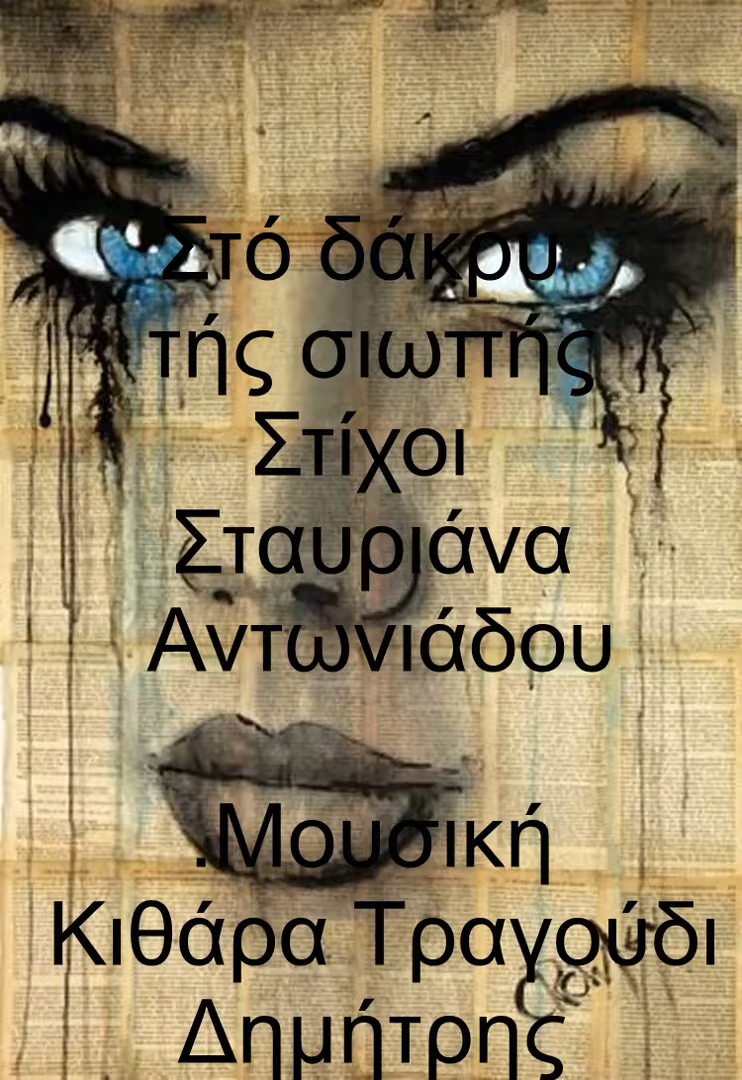 Στό δάκρυ
τής σιωπής
Στίχοι
Σταυριάνα
Αντωνιάδου
.Μουσική
Κιθάρα Τραγούδι
Δημήτρης